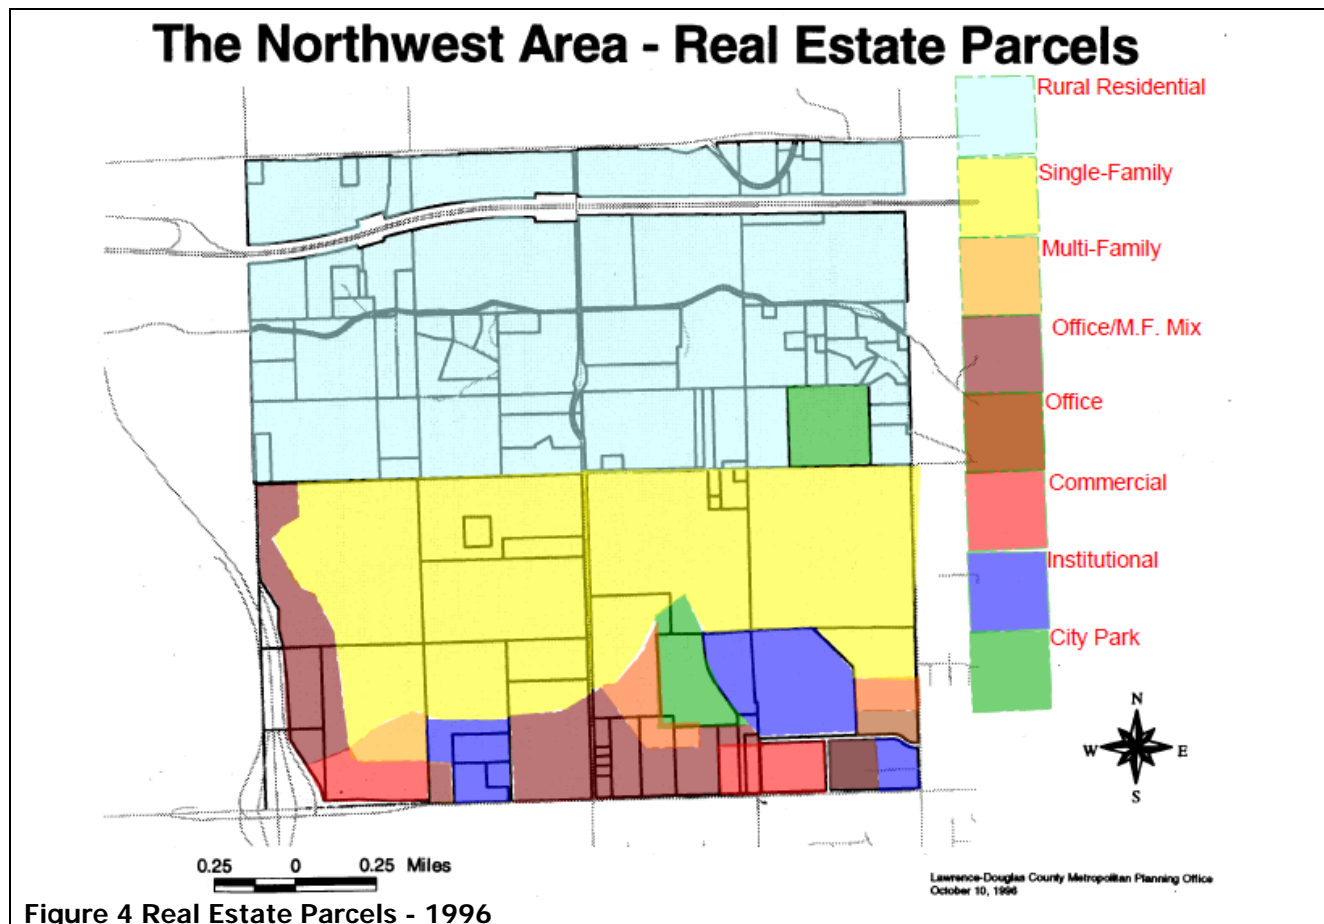 The Northwest Area - Real Estate Parcels
Rural Residential
Single-Family
Multi-Family
Office/M.F. Mix
Office
Commercial
Institutional
City Park
N
W E
S
0.25 0 0.25 Miles
Lawrence-Douglas County Metropolitan Planning Office
October 10, 1996
Figure 4 Real Estate Parcels - 1996